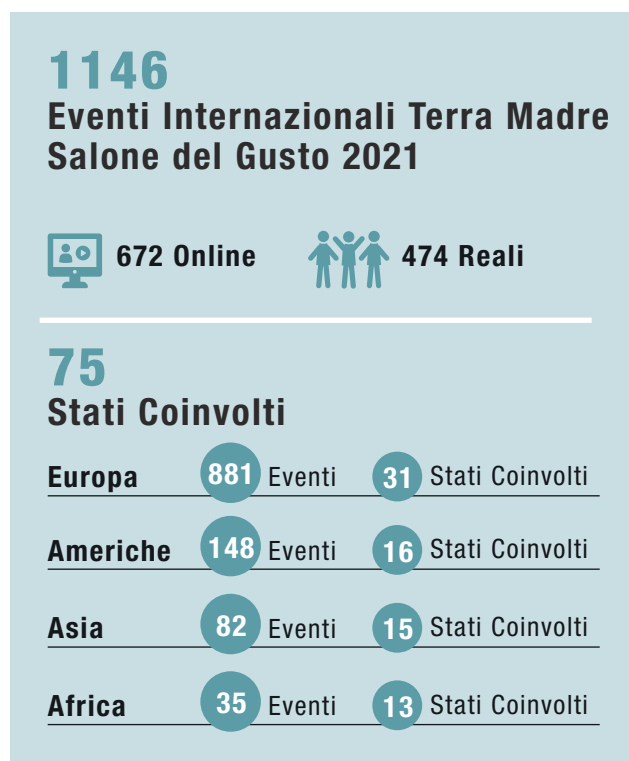 1146
Eventi Internazionali Terra Madre
Salone del Gusto 2021
672 Online 474 Reali
75
Stati Coinvolti
Europa 881 Eventi 31 Stati Coinvolti
Americhe 148 Eventi 16 Stati Coinvolti
Asia 82 Eventi 15 Stati Coinvolti
Africa 35 Eventi 13 Stati Coinvolti